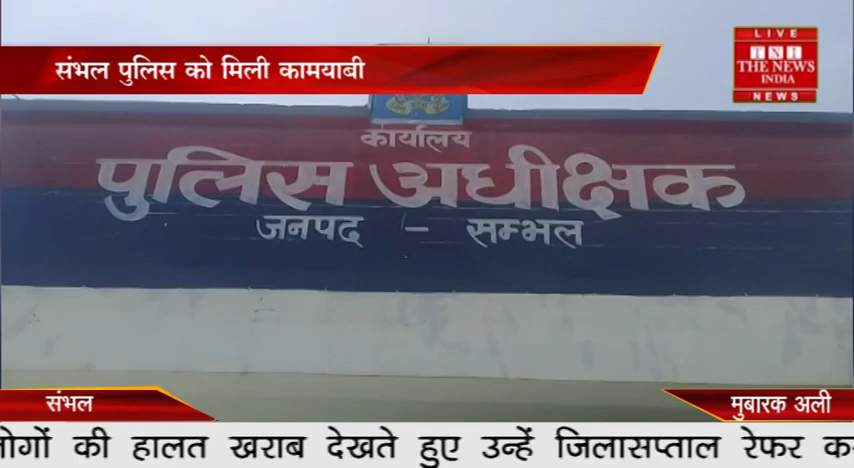 संभल पुलिस को मिली कामयाबी
LIVE
TNI
THE NEWS
INDIA
NEWS
कार्यालय
पुलिस अधीक्षक
जनपद - सम्भल
संभल
मुबारक अली
की हालत खराब देखते हुए उन्हें जिलासप्ताल रेफर